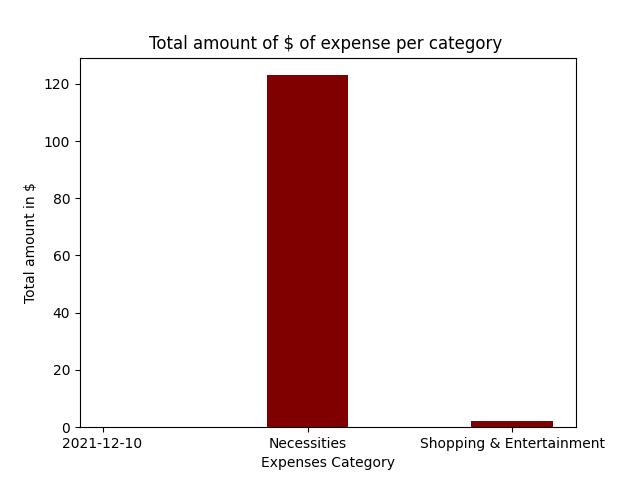 Total amount of $ of expense per category
Total amount in $
120
100
80
60
40
20
0
2021-12-10 Necessities Shopping & Entertainment
Expenses Category